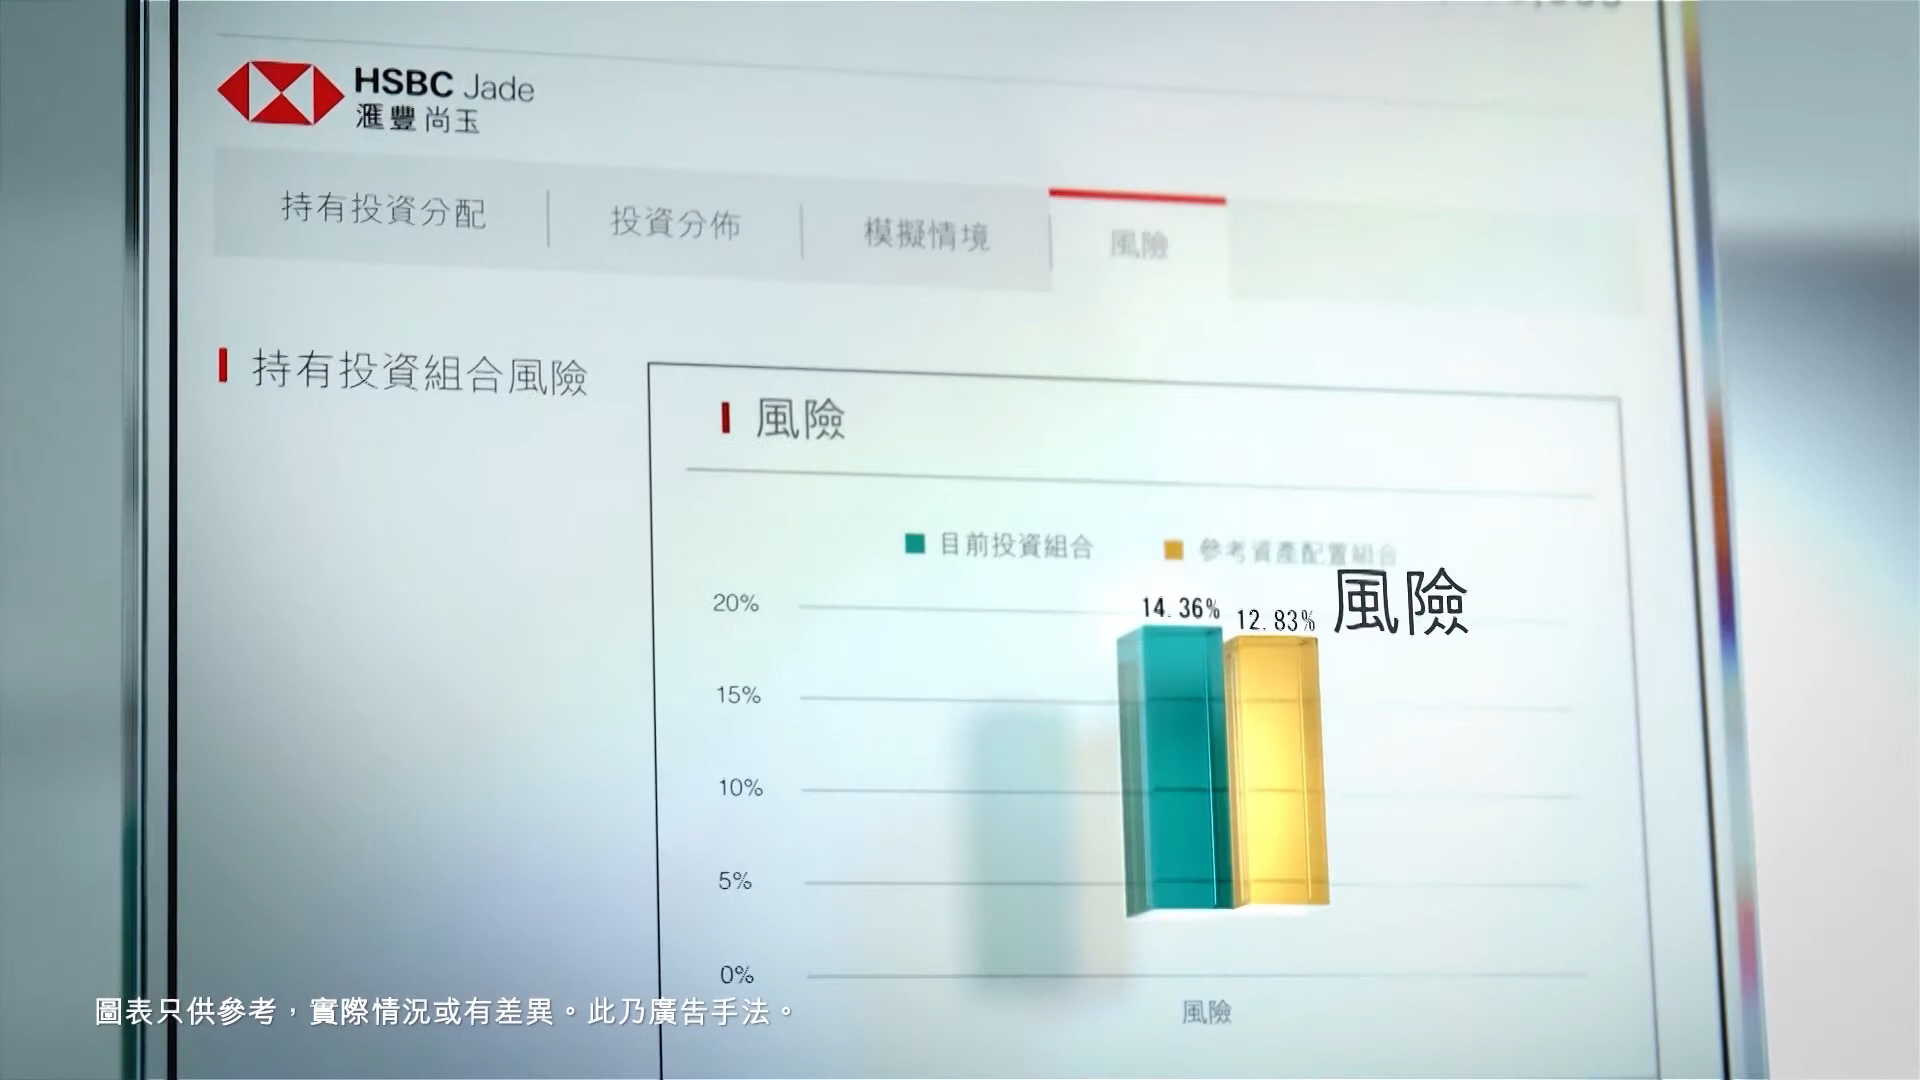 HSBC Jade
滙豐尚玉
持有投資分配
投資分佈
模擬情境
風險
持有投資組合風險
風險
目前投資組合
參考資產配置組合
風險
14.36%
12.83%
20%
15%
10%
5%
0%
風險
圖表只供參考，實際情況或有差異。此乃廣告手法。